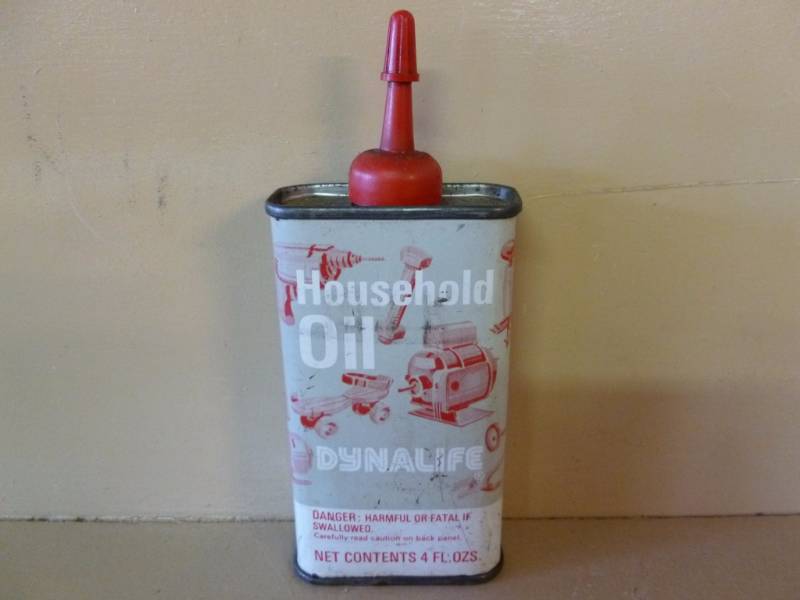 Household
Oil
DYNALIFE®
DANGER: HARMFUL OR FATAL IF
SWALLOWED.
Carefully read caution on back panel.
NET CONTENTS 4 FL. OZS.